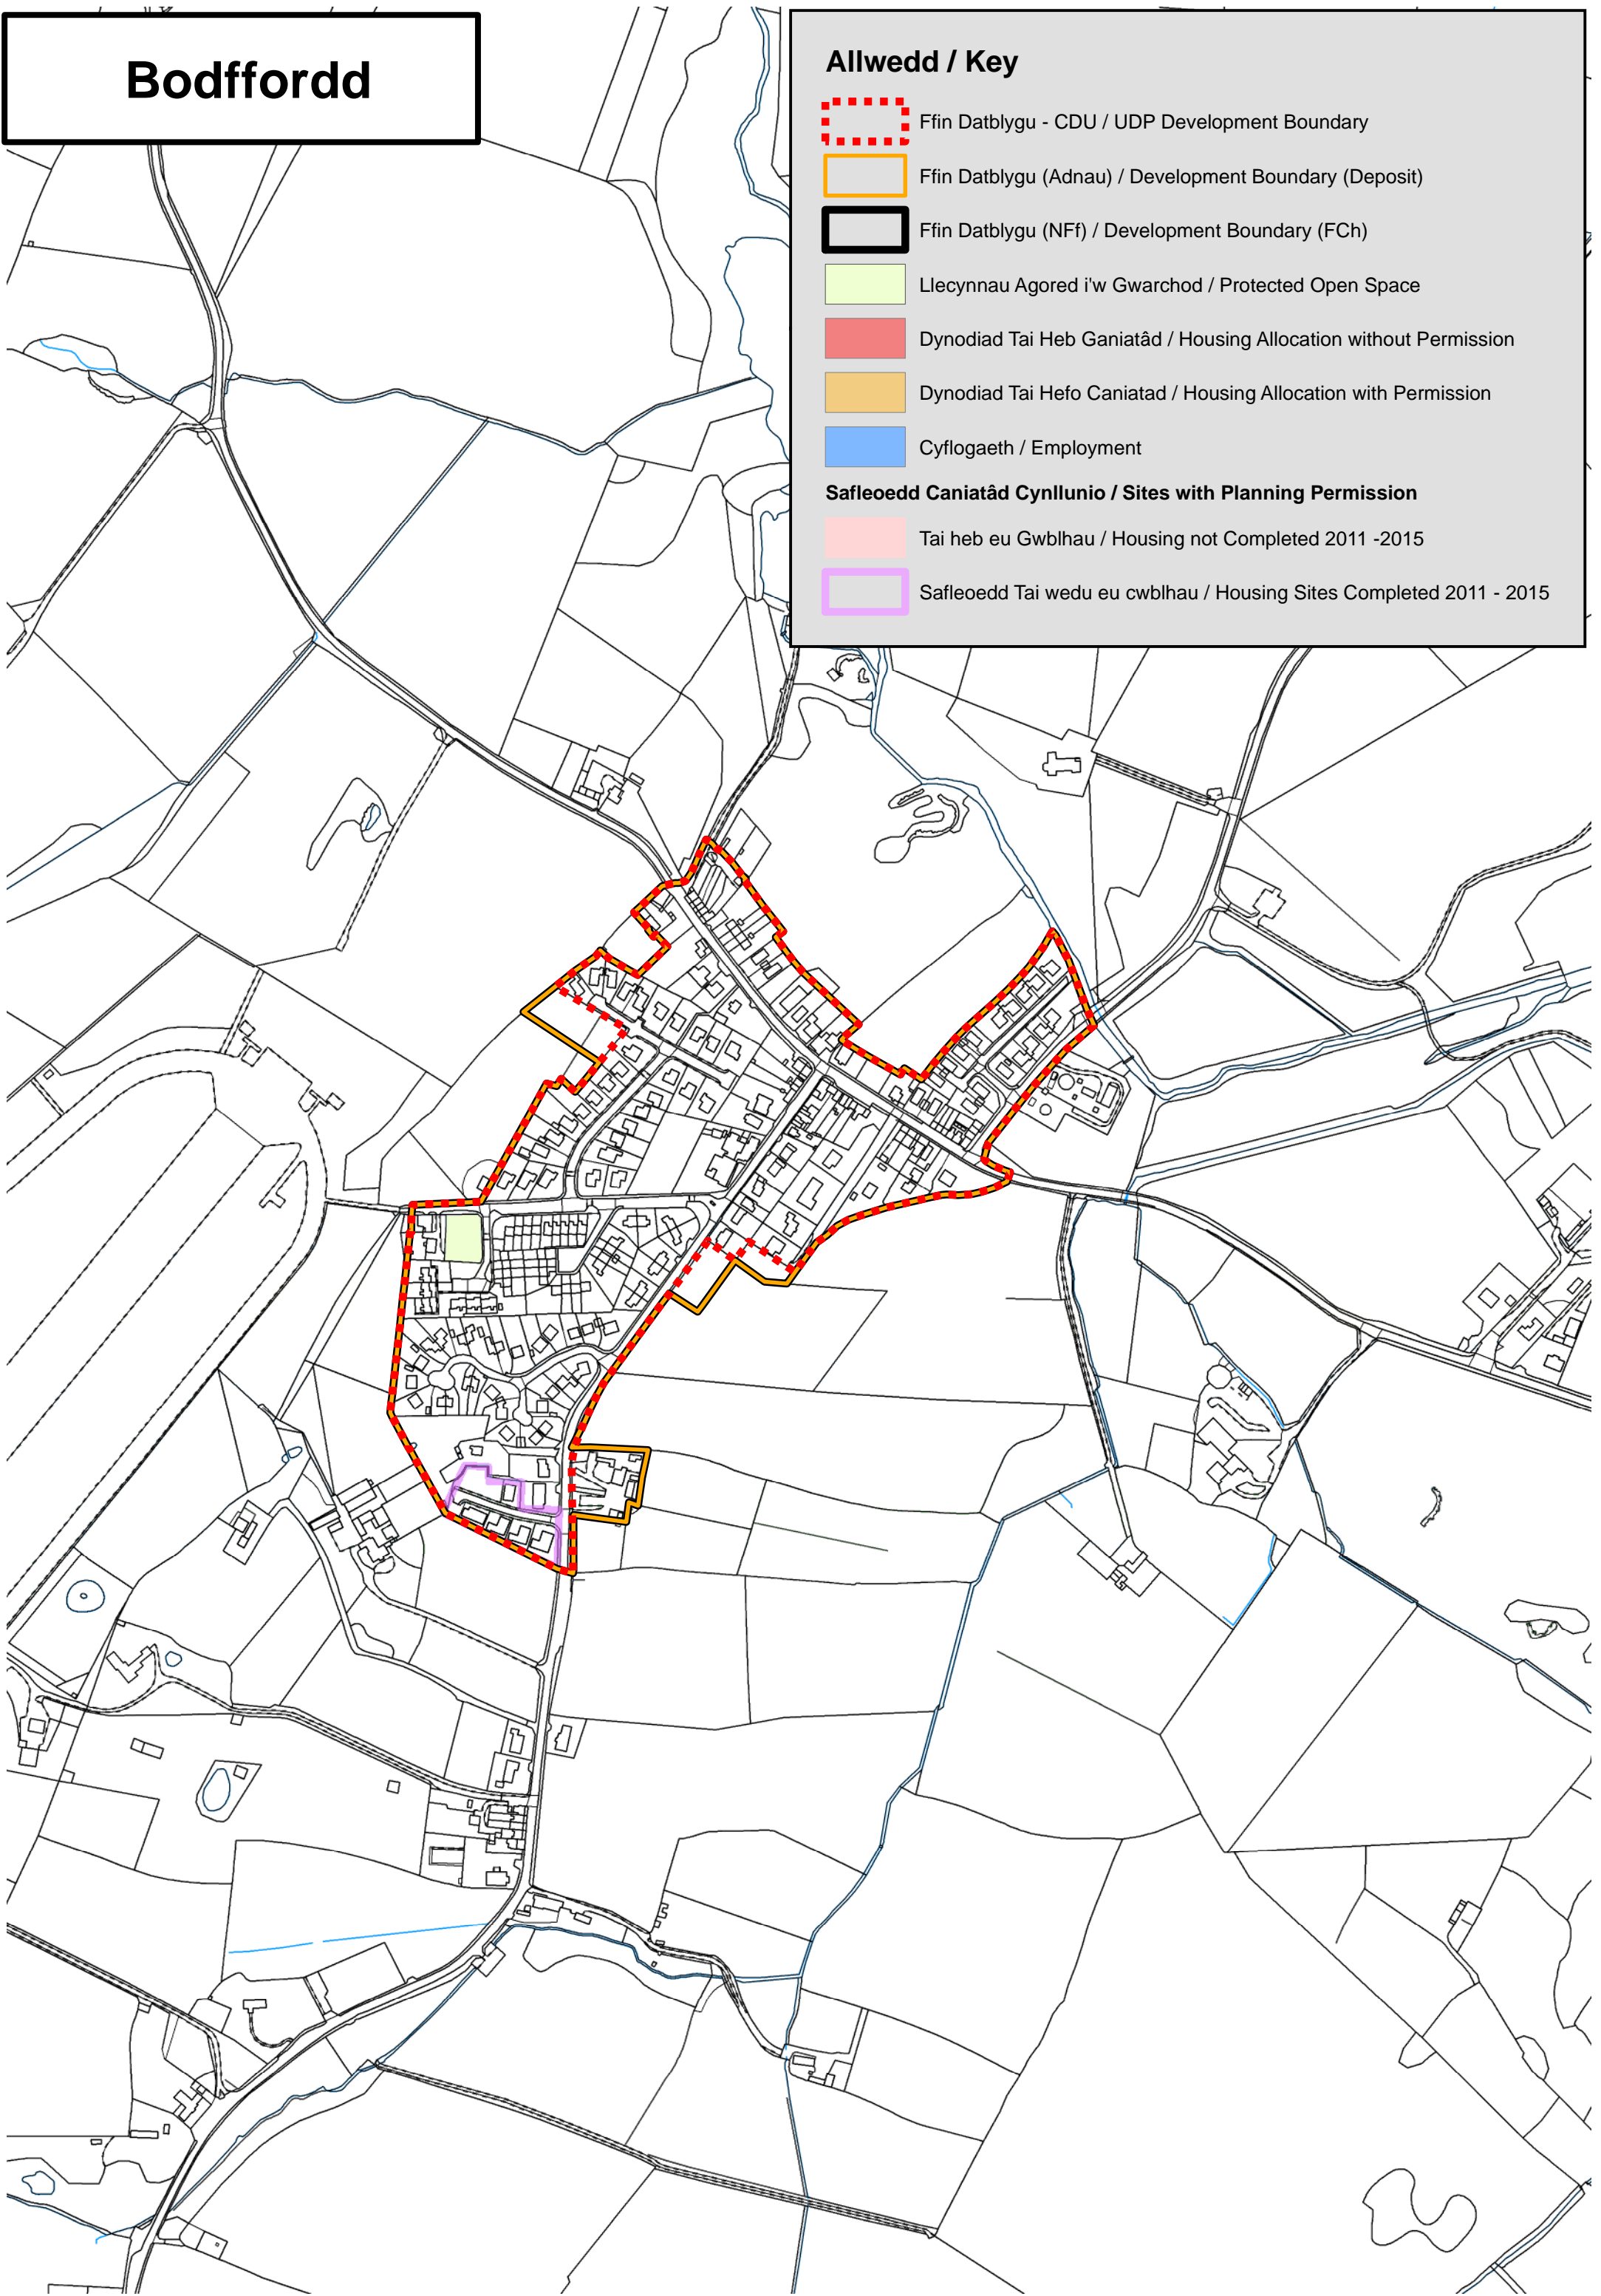 Bodffordd
Allwedd / Key
Ffin Datblygu - CDU / UDP Development Boundary
Ffin Datblygu (Adnau) / Development Boundary (Deposit)
Ffin Datblygu (NFf) / Development Boundary (FCh)
Llecynnau Agored i'w Gwarchod / Protected Open Space
Dynodiad Tai Heb Ganiatâd / Housing Allocation without Permission
Dynodiad Tai Hefo Caniatad / Housing Allocation with Permission
Cyflogaeth / Employment
Safleoedd Caniatâd Cynllunio / Sites with Planning Permission
Tai heb eu Gwblhau / Housing not Completed 2011 -2015
Safleoedd Tai wedu eu cwblhau / Housing Sites Completed 2011 - 2015